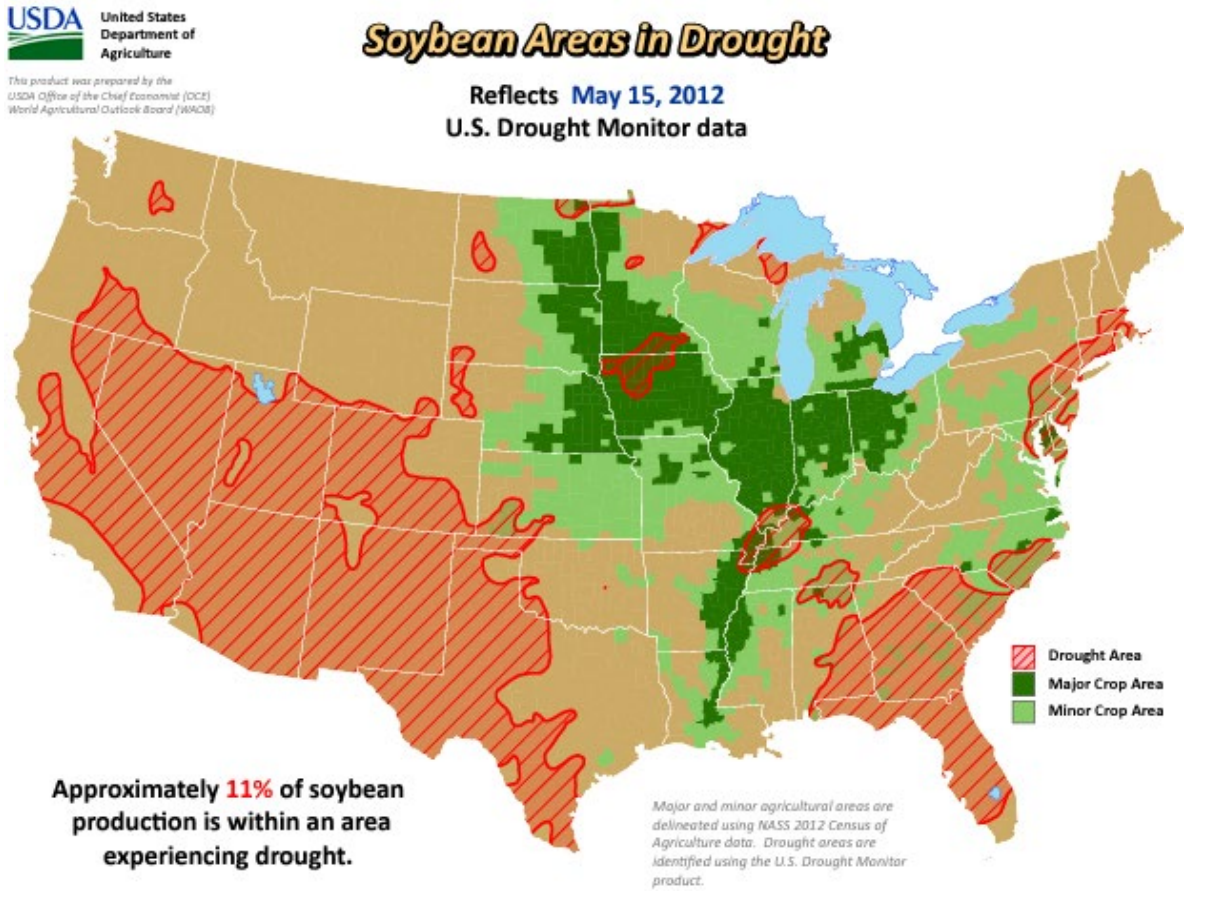 USDA
United States
Department of
Agriculture
This product was prepared by the
USDA Office of the Chief Economist (OCE)
World Agricultural Outlook Board (WAOB)
Soybean Areas in Drought
Reflects May 15, 2012
U.S. Drought Monitor data
Drought Area
Major Crop Area
Minor Crop Area
Approximately 11% of soybean
production is within an area
experiencing drought.
Major and minor agricultural areas are
delineated using NASS 2012 Census of
Agriculture data. Drought areas are
identified using the U.S. Drought Monitor
product.